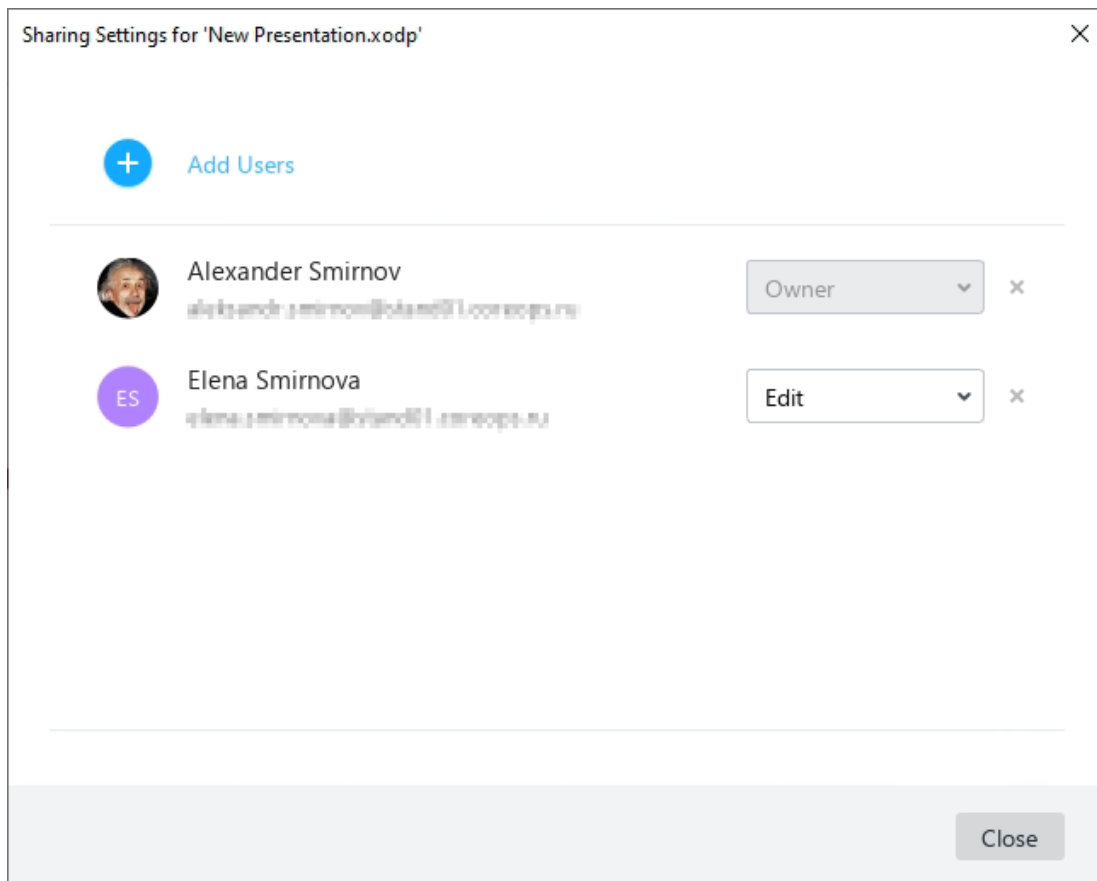 Sharing Settings for 'New Presentation.xodp'
Add Users
Alexander Smirnov
Owner
Elena Smirnova
ES
Edit
Close